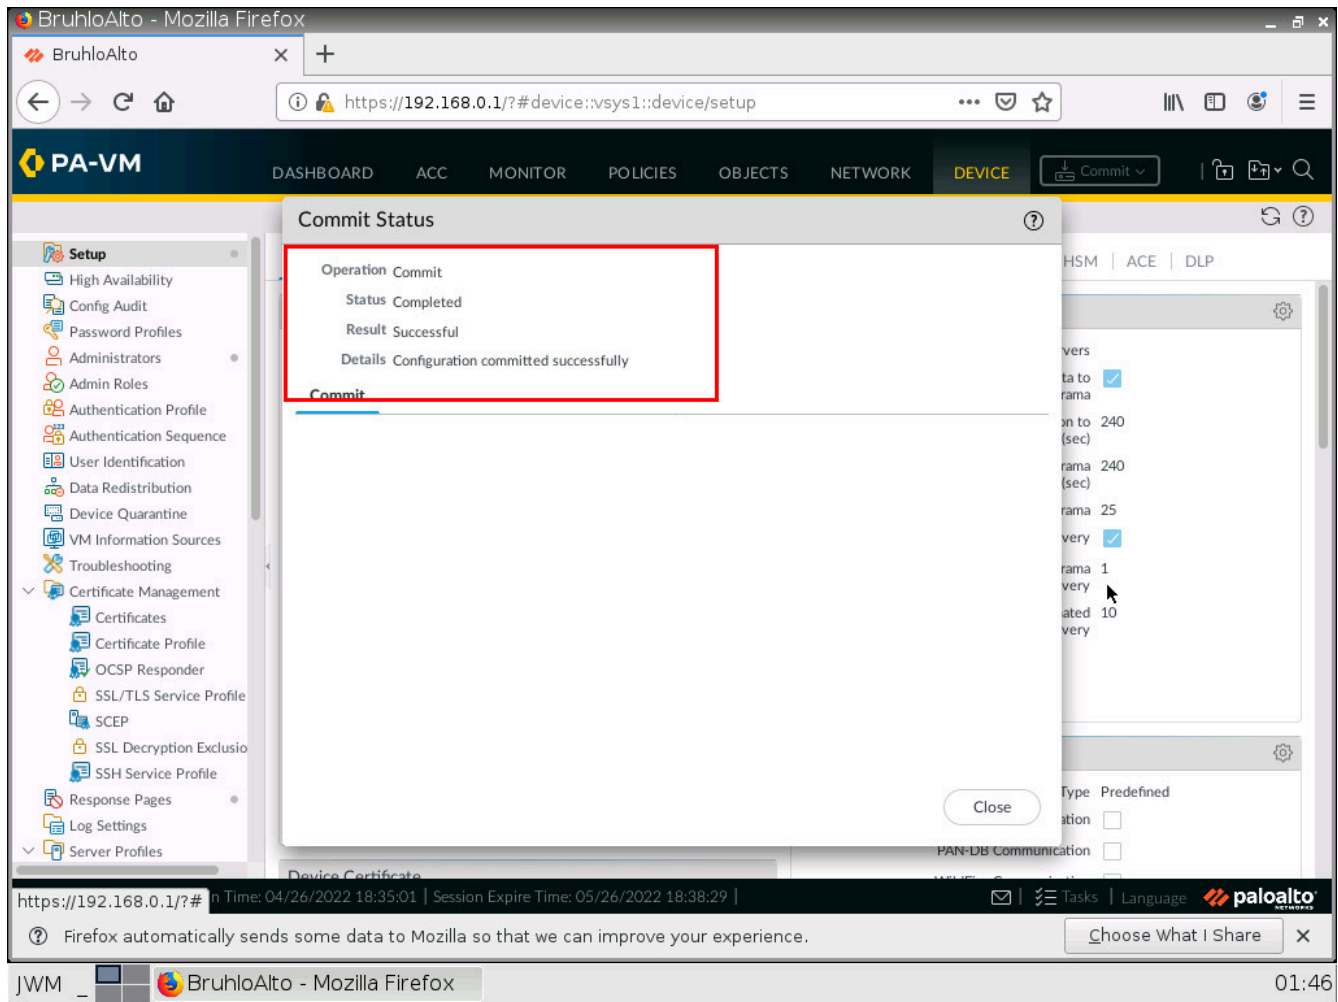 BruhloAlto - Mozilla Firefox
BruhloAlto
https://192.168.0.1/?#device::vsys1::device/setup
PA-VM
DASHBOARD ACC MONITOR POLICIES OBJECTS NETWORK DEVICE Commit
Commit Status
HSM | ACE | DLP
Setup
High Availability
Config Audit
Password Profiles
Administrators
Admin Roles
Authentication Profile
Authentication Sequence
User Identification
Data Redistribution
Device Quarantine
VM Information Sources
Troubleshooting
Certificate Management
Certificates
Certificate Profile
OCSP Responder
SSL/TLS Service Profile
SCEP
SSL Decryption Exclusio
SSH Service Profile
Response Pages
Log Settings
Server Profiles
Operation Commit
Status Completed
Result Successful
Details Configuration committed successfully
Commit
Close
vers
ta to
rama
on to 240
(sec)
rama 240
(sec)
rama 25
very
rama 1
very
ated 10
very
Type Predefined
ation
PAN-DB Communication
Device Certificate
https://192.168.0.1/?#
n Time: 04/26/2022 18:35:01 | Session Expire Time: 05/26/2022 18:38:29 |
Tasks | Language paloalto
NETWORKS
Firefox automatically sends some data to Mozilla so that we can improve your experience.
Choose What I Share
JWM _ BruhloAlto - Mozilla Firefox 01:46